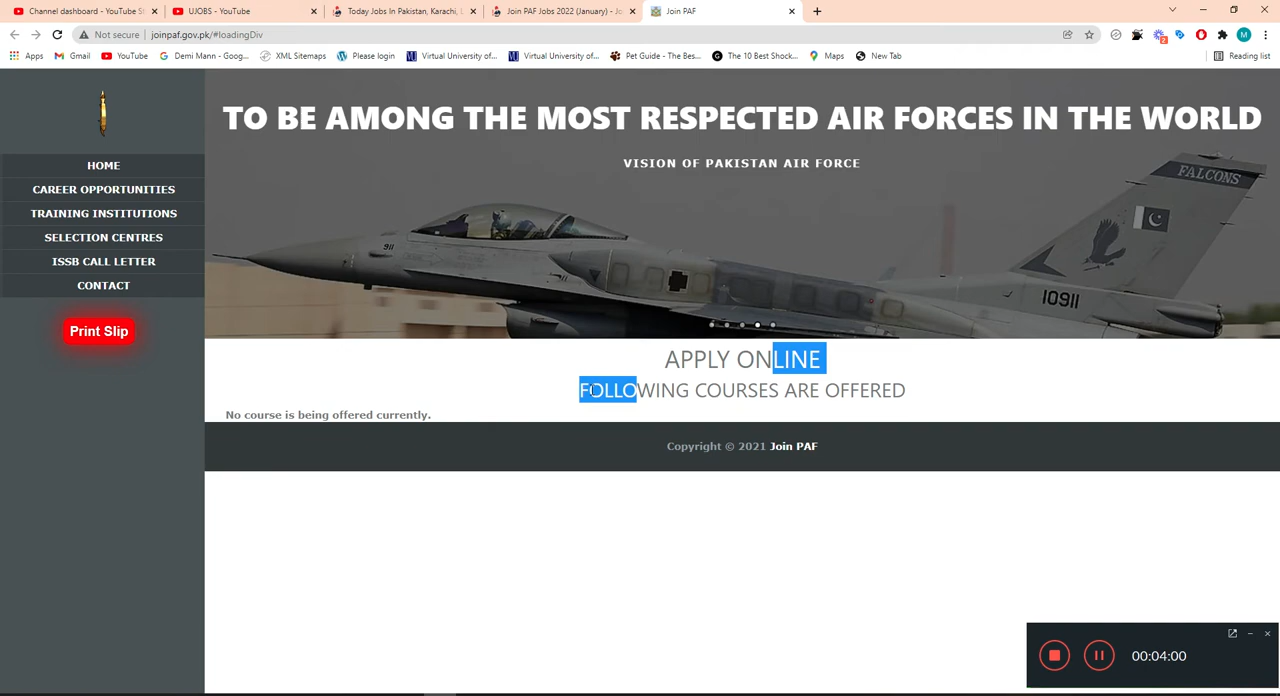 Channel dashboard - YouTube St
UJOBS - YouTube
Today Jobs In Pakistan, Karachi, L
Join PAF Jobs 2022 (January) - Jo
Join PAF
Not secure
joinpaf.gov.pk/#loadingDiv
Apps
Gmail
YouTube
Demi Mann - Goog...
XML Sitemaps
Please login
Virtual University of...
Virtual University of...
Pet Guide - The Bes...
The 10 Best Shock...
Maps
New Tab
Reading list
HOME
CAREER OPPORTUNITIES
TRAINING INSTITUTIONS
SELECTION CENTRES
ISSB CALL LETTER
CONTACT
Print Slip
TO BE AMONG THE MOST RESPECTED AIR FORCES IN THE WORLD
VISION OF PAKISTAN AIR FORCE
FALCONS
911
10911
APPLY ONLINE
FOLLOWING COURSES ARE OFFERED
No course is being offered currently.
Copyright © 2021 Join PAF
00:04:00
2
M